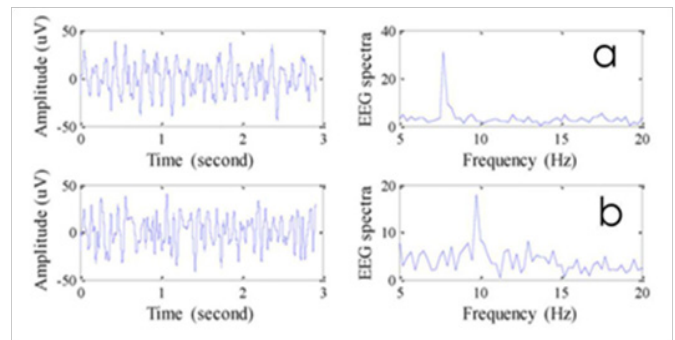 Amplitude (uV)
50
0
-50
0 1 2 3
Time (second)
EEG spectra
40
20
0
5 10 15 20
Frequency (Hz)
a
Amplitude (uV)
50
0
-50
0 1 2 3
Time (second)
EEG spectra
20
10
0
5 10 15 20
Frequency (Hz)
b